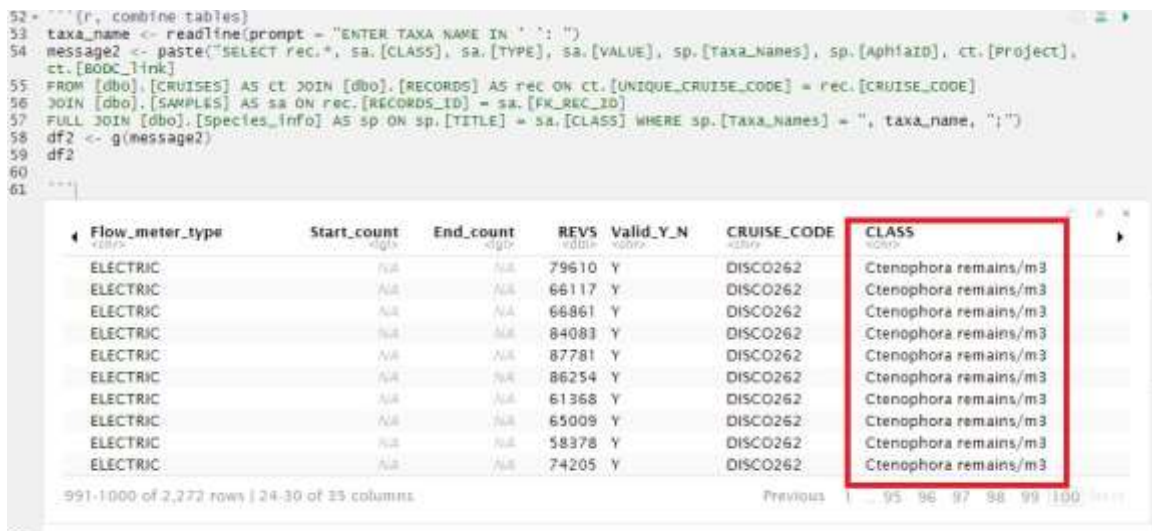 52 ```{r, combine tables}
53 taxa_name <- readline(prompt = "ENTER TAXA NAME IN ' ': ")
54 message2 <- paste("SELECT rec.*, sa.[CLASS], sa.[TYPE], sa.[VALUE], sp.[Taxa_Names], sp.[AphiaID], ct.[Project],
ct.[BODC_link]
55 FROM [dbo].[CRUISES] AS ct JOIN [dbo].[RECORDS] AS rec ON ct.[UNIQUE_CRUISE_CODE] = rec.[CRUISE_CODE]
56 JOIN [dbo].[SAMPLES] AS sa ON rec.[RECORDS_ID] = sa.[FK_REC_ID]
57 FULL JOIN [dbo].[Species_info] AS sp ON sp.[TITLE] = sa.[CLASS] WHERE sp.[Taxa_Names] = ", taxa_name, ";")
58 df2 <- g(message2)
59 df2
60
61 ```
Flow_meter_type Start_count End_count REVS Valid_Y_N CRUISE_CODE CLASS
<chr> <lgl> <lgl> <dbl> <chr> <chr> <chr>
ELECTRIC NA NA 79610 Y DISCO262 Ctenophora remains/m3
ELECTRIC NA NA 66117 Y DISCO262 Ctenophora remains/m3
ELECTRIC NA NA 66861 Y DISCO262 Ctenophora remains/m3
ELECTRIC NA NA 84083 Y DISCO262 Ctenophora remains/m3
ELECTRIC NA NA 87781 Y DISCO262 Ctenophora remains/m3
ELECTRIC NA NA 86254 Y DISCO262 Ctenophora remains/m3
ELECTRIC NA NA 61368 Y DISCO262 Ctenophora remains/m3
ELECTRIC NA NA 65009 Y DISCO262 Ctenophora remains/m3
ELECTRIC NA NA 58378 Y DISCO262 Ctenophora remains/m3
ELECTRIC NA NA 74205 Y DISCO262 Ctenophora remains/m3
991-1000 of 2,272 rows | 24-30 of 35 columns Previous 1 ... 95 96 97 98 99 100